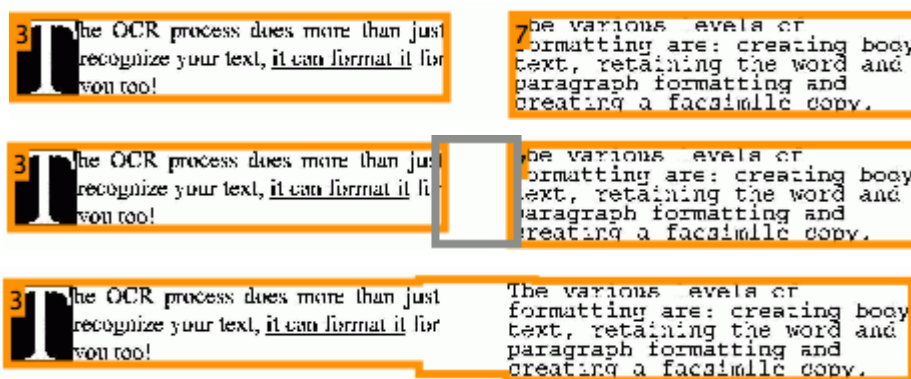 3 The OCR process does more than just
recognize your text, it can format it for
you too!
7 The various levels of
formatting are: creating body
text, retaining the word and
paragraph formatting and
creating a facsimile copy.
3 The OCR process does more than just
recognize your text, it can format it for
you too!
The various levels of
formatting are: creating body
text, retaining the word and
paragraph formatting and
creating a facsimile copy.
3 The OCR process does more than just
recognize your text, it can format it for
you too!
The various levels of
formatting are: creating body
text, retaining the word and
paragraph formatting and
creating a facsimile copy.